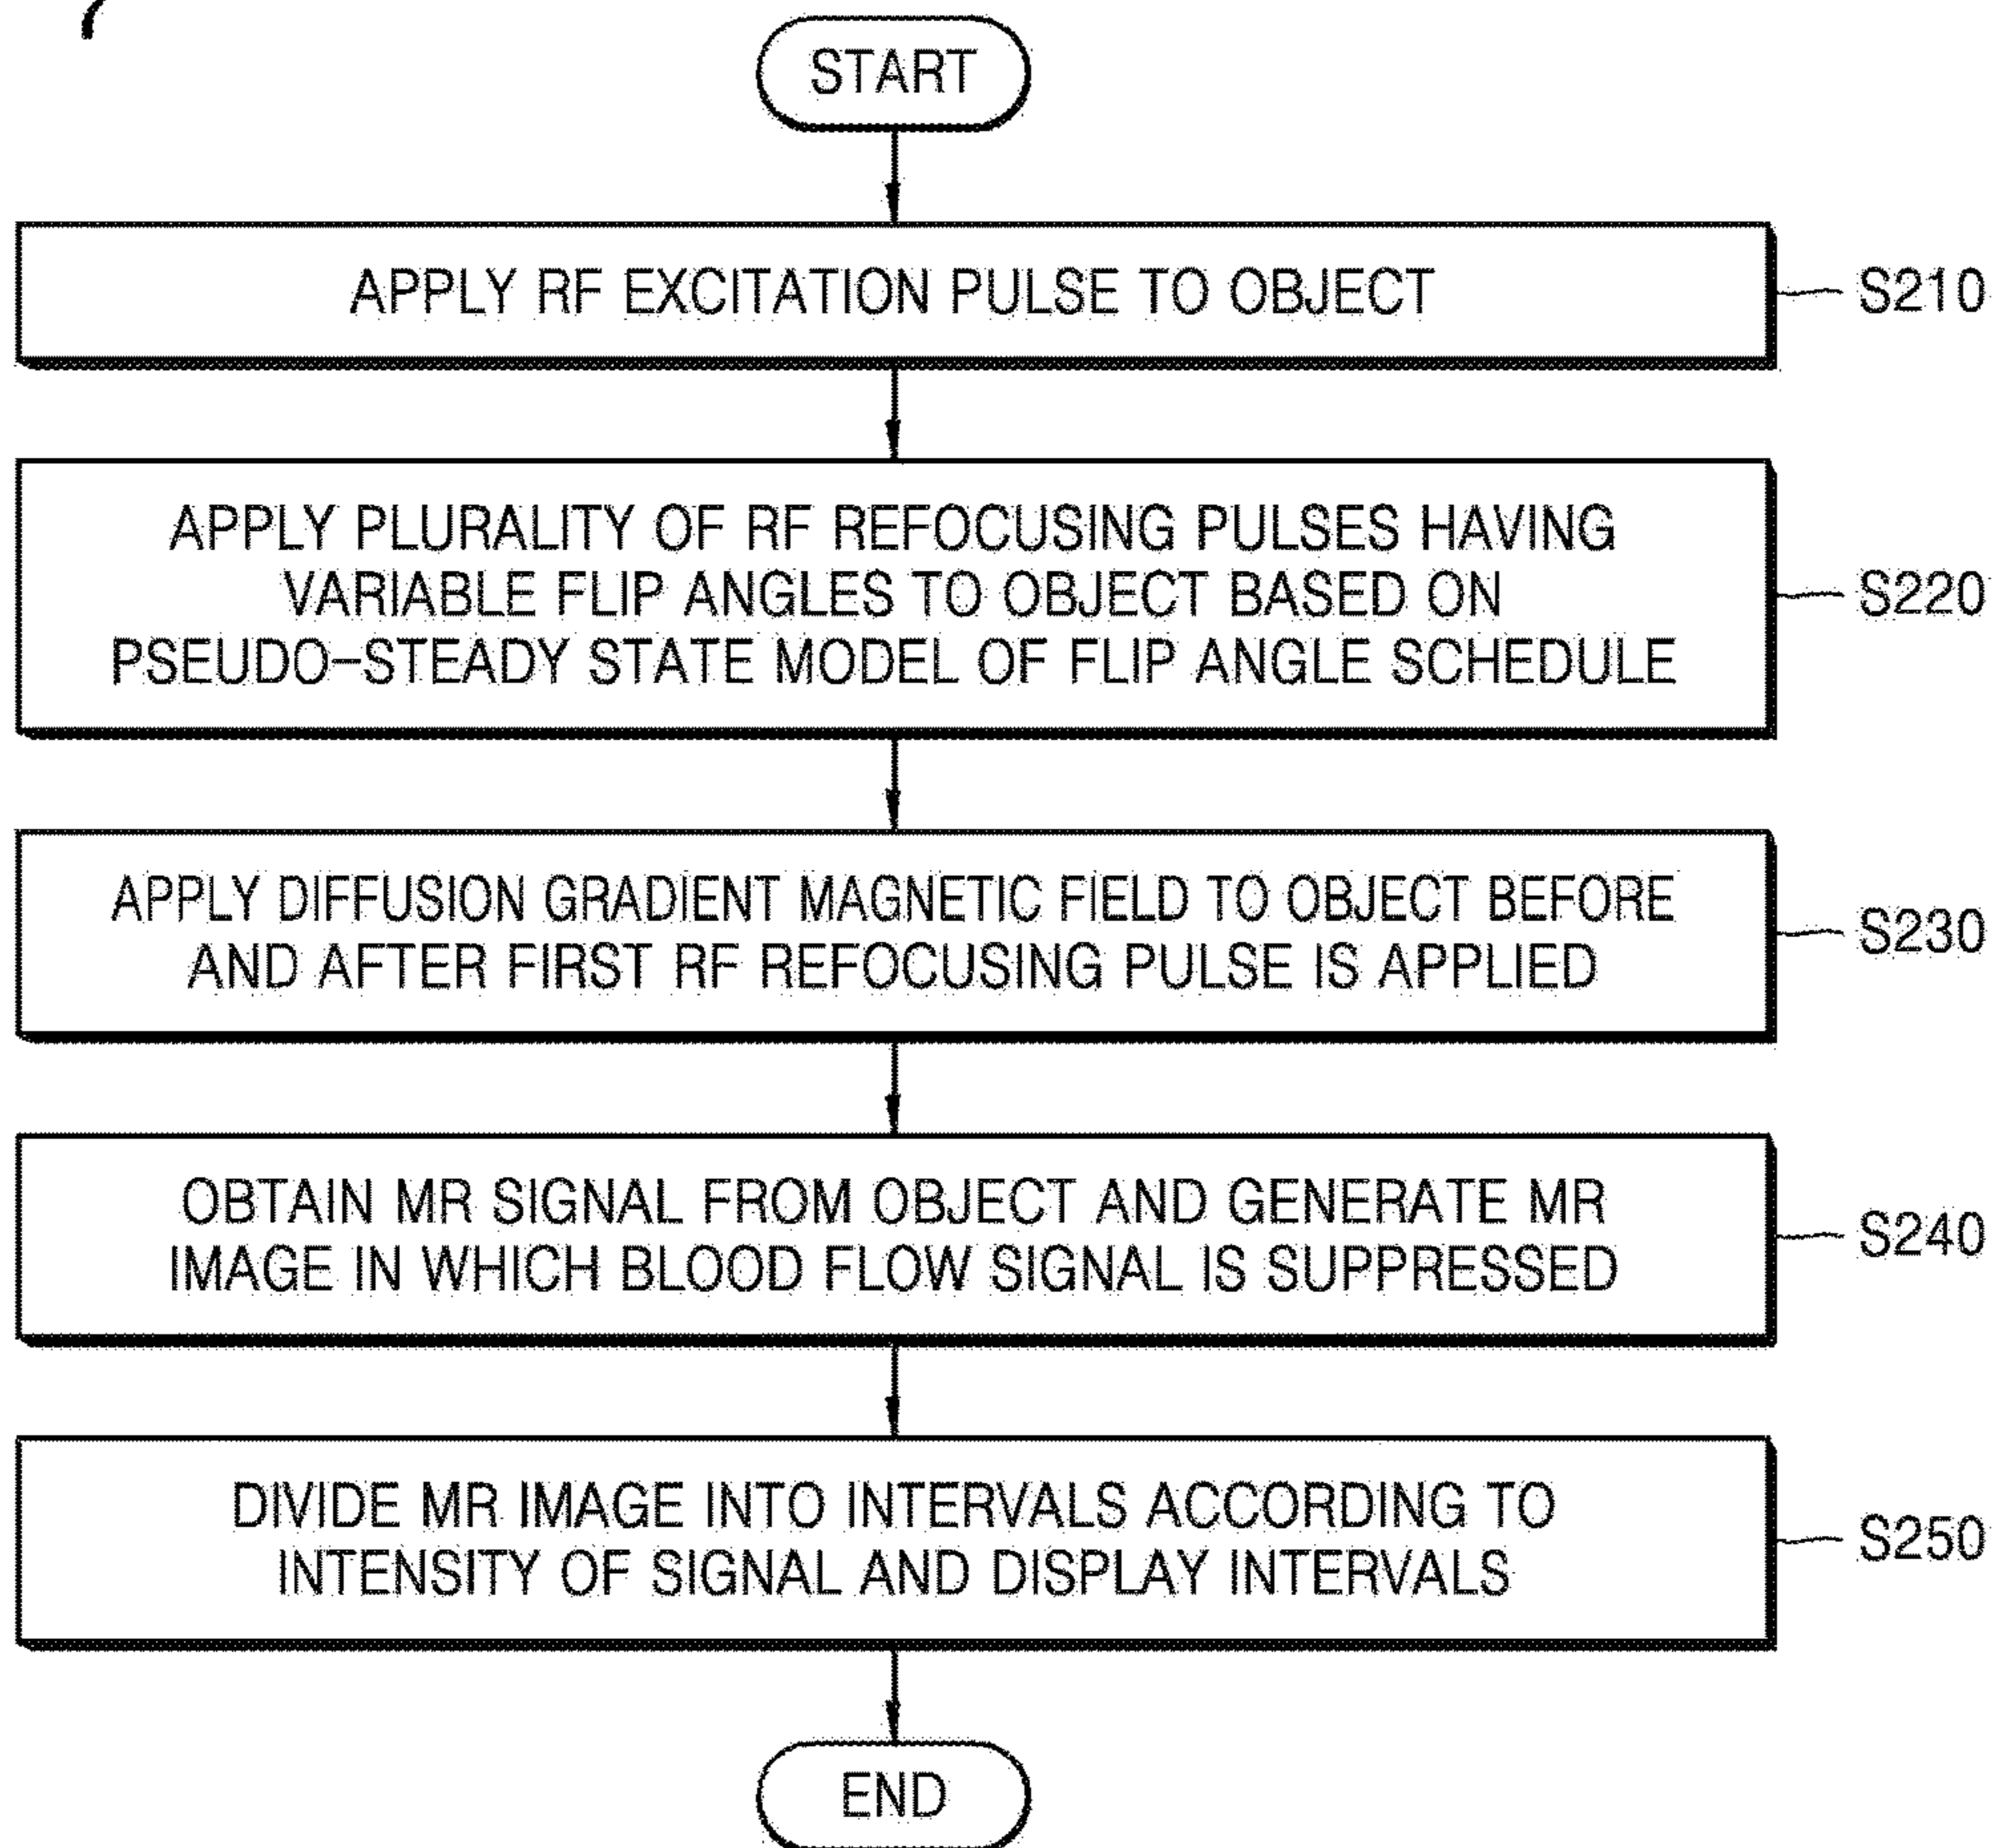 START
APPLY RF EXCITATION PULSE TO OBJECT
S210
APPLY PLURALITY OF RF REFOCUSING PULSES HAVING
VARIABLE FLIP ANGLES TO OBJECT BASED ON
PSEUDO-STEADY STATE MODEL OF FLIP ANGLE SCHEDULE
S220
APPLY DIFFUSION GRADIENT MAGNETIC FIELD TO OBJECT BEFORE
AND AFTER FIRST RF REFOCUSING PULSE IS APPLIED
S230
OBTAIN MR SIGNAL FROM OBJECT AND GENERATE MR
IMAGE IN WHICH BLOOD FLOW SIGNAL IS SUPPRESSED
S240
DIVIDE MR IMAGE INTO INTERVALS ACCORDING TO
INTENSITY OF SIGNAL AND DISPLAY INTERVALS
S250
END